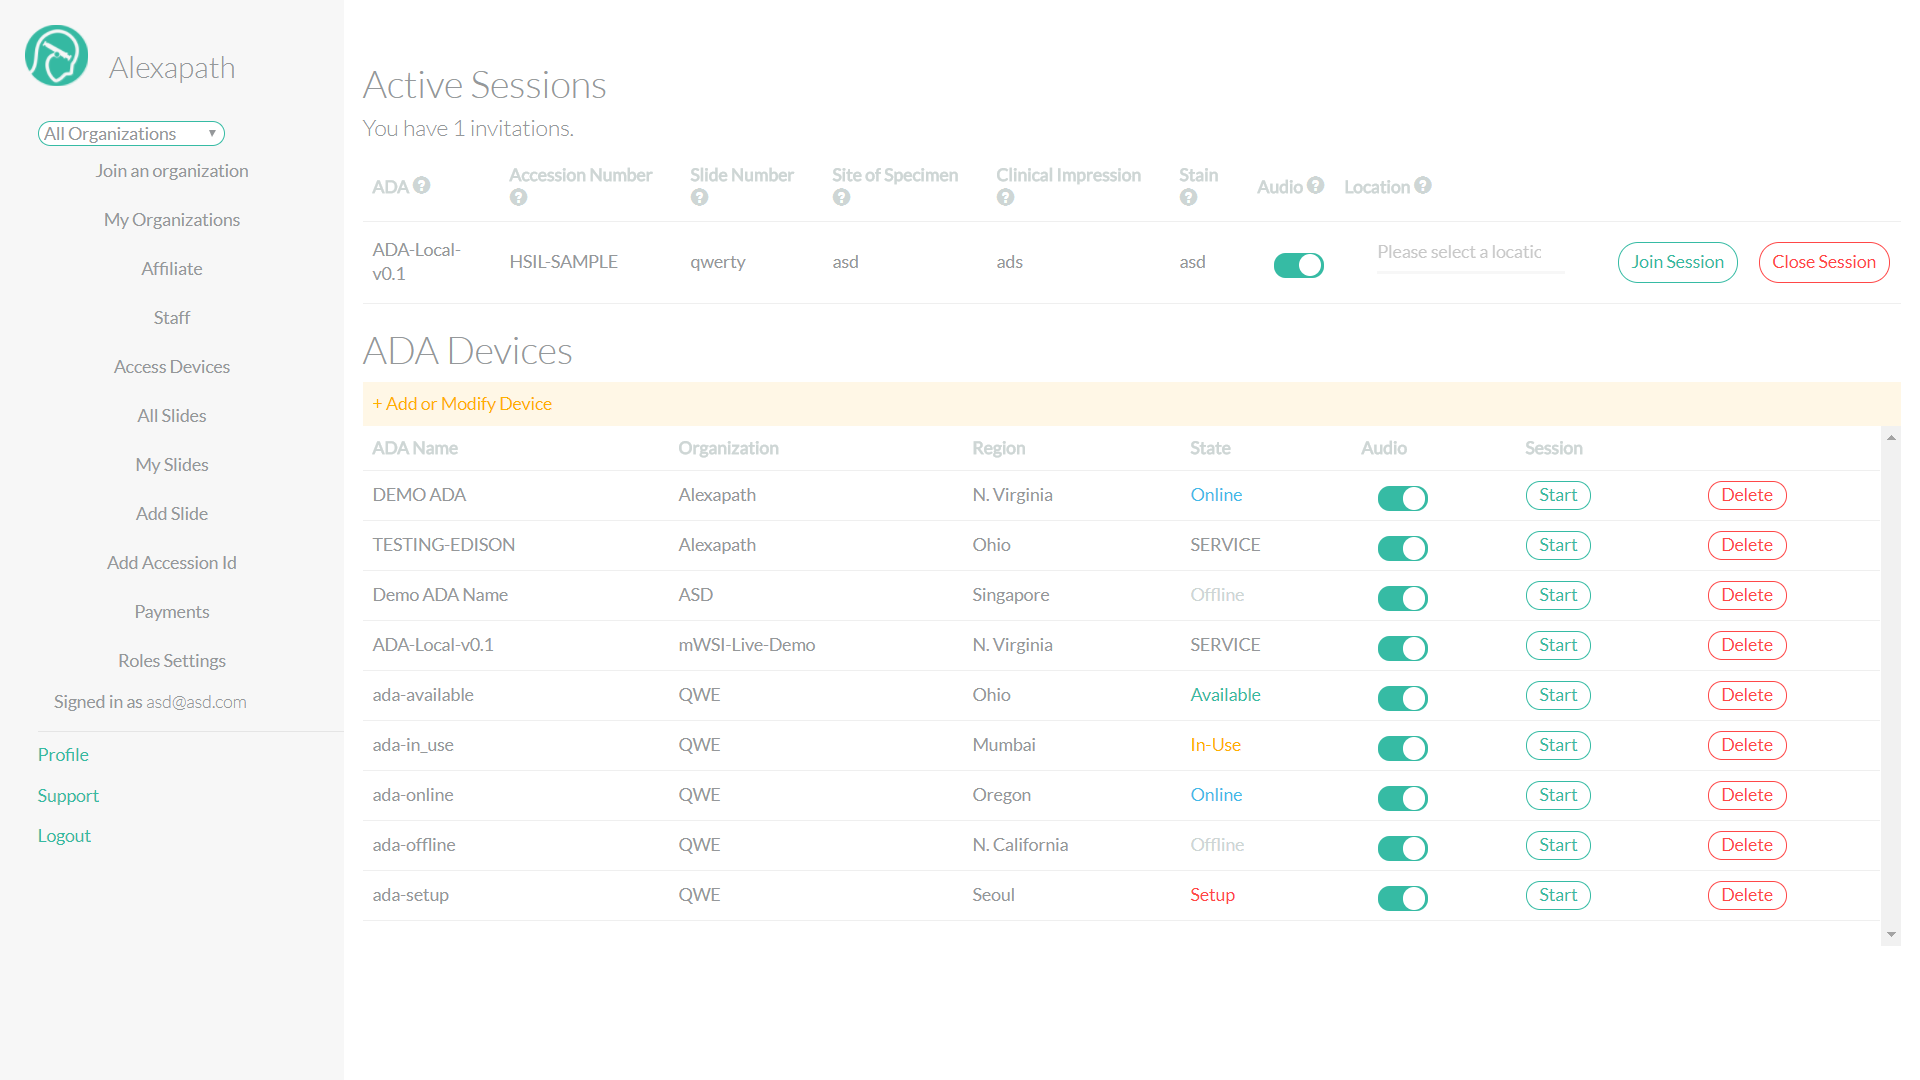 Alexapath
All Organizations
Join an organization
My Organizations
Affiliate
Staff
Access Devices
All Slides
My Slides
Add Slide
Add Accession Id
Payments
Roles Settings
Signed in as asd@asd.com
Profile
Support
Logout
Active Sessions
You have 1 invitations.
ADA Accession Number Slide Number Site of Specimen Clinical Impression Stain Audio Location
ADA-Local-v0.1 HSIL-SAMPLE qwerty asd ads asd Please select a locatic Join Session Close Session
ADA Devices
+ Add or Modify Device
ADA Name Organization Region State Audio Session
DEMO ADA Alexapath N. Virginia Online Start Delete
TESTING-EDISON Alexapath Ohio SERVICE Start Delete
Demo ADA Name ASD Singapore Offline Start Delete
ADA-Local-v0.1 mWSI-Live-Demo N. Virginia SERVICE Start Delete
ada-available QWE Ohio Available Start Delete
ada-in_use QWE Mumbai In-Use Start Delete
ada-online QWE Oregon Online Start Delete
ada-offline QWE N. California Offline Start Delete
ada-setup QWE Seoul Setup Start Delete